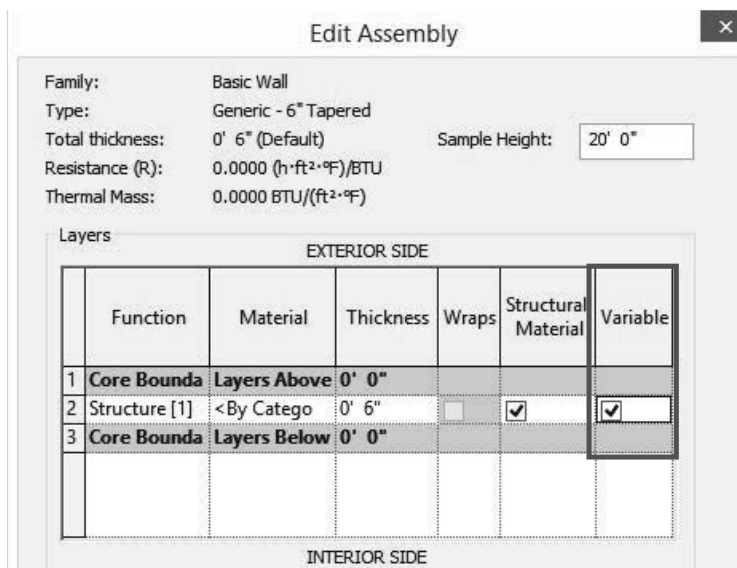 Edit Assembly
Family: Basic Wall
Type: Generic - 6" Tapered
Total thickness: 0' 6" (Default) Sample Height: 20' 0"
Resistance (R): 0.0000 (h·ft²·ºF)/BTU
Thermal Mass: 0.0000 BTU/(ft²·ºF)
Layers
EXTERIOR SIDE
Function Material Thickness Wraps Structural Material Variable
1 Core Bounda Layers Above 0' 0"
2 Structure [1] <By Catego 0' 6"
3 Core Bounda Layers Below 0' 0"
INTERIOR SIDE